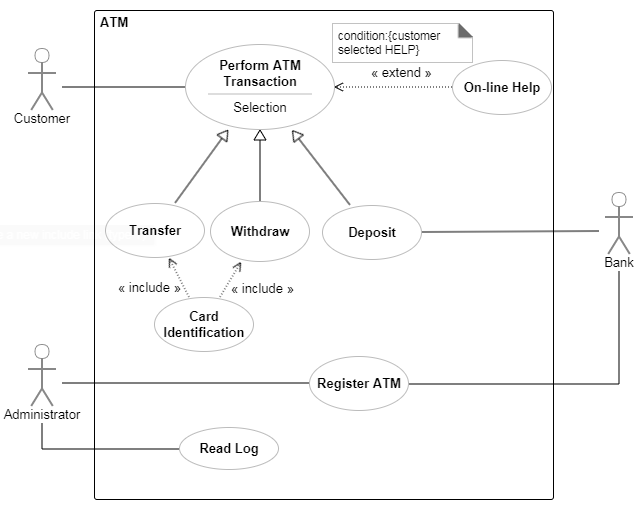 ATM
condition:{customer
selected HELP}
Perform ATM
Transaction
Selection
« extend »
On-line Help
Customer
Transfer
Withdraw
Deposit
Bank
« include »
« include »
Card
Identification
Register ATM
Administrator
Read Log